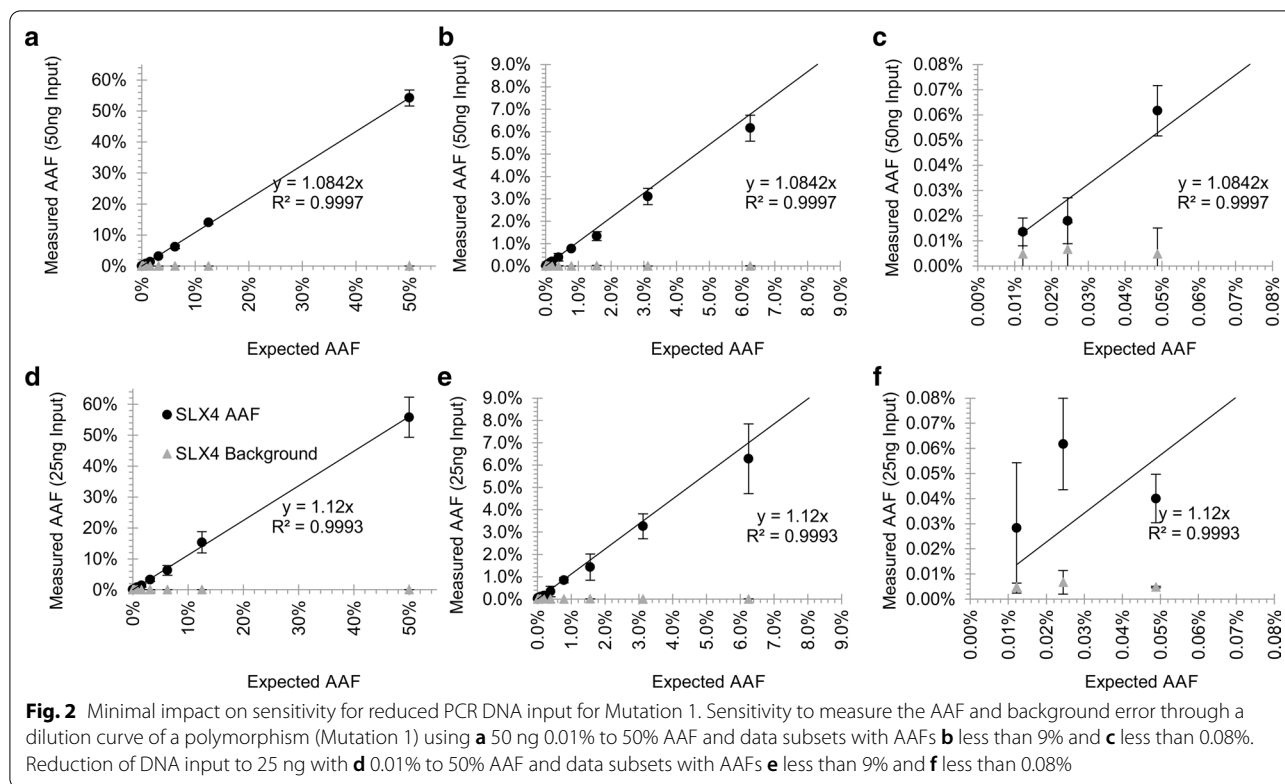 a
Measured AAF (50ng Input)
60%
50%
40%
30%
20%
10%
0%
y = 1.0842x
R² = 0.9997
0%
10%
50%
Expected AAF
b
Measured AAF (50ng Input)
9.0%
8.0%
7.0%
6.0%
5.0%
4.0%
3.0%
2.0%
1.0%
0.0%
y = 1.0842x
R² = 0.9997
0.0%
1.0%
2.0%
3.0%
4.0%
5.0%
6.0%
7.0%
8.0%
9.0%
Expected AAF
c
Measured AAF (50ng Input)
0.08%
0.07%
0.06%
0.05%
0.04%
0.03%
0.02%
0.01%
0.00%
y = 1.0842x
R² = 0.9997
0.00%
0.01%
0.02%
0.03%
0.04%
0.05%
0.06%
0.07%
0.08%
Expected AAF
d
Measured AAF (25ng Input)
60%
50%
40%
30%
20%
10%
0%
SLX4 AAF
SLX4 Background
y = 1.12x
R² = 0.9993
0%
10%
20%
30%
40%
50%
Expected AAF
e
Measured AAF (25ng Input)
9.0%
8.0%
7.0%
6.0%
5.0%
4.0%
3.0%
2.0%
1.0%
0.0%
y = 1.12x
R² = 0.9993
0.0%
1.0%
2.0%
3.0%
4.0%
5.0%
6.0%
7.0%
8.0%
9.0%
Expected AAF
f
Measured AAF (25ng Input)
0.08%
0.07%
0.06%
0.05%
0.04%
0.03%
0.02%
0.01%
0.00%
y = 1.12x
R² = 0.9993
0.00%
0.01%
0.02%
0.03%
0.04%
0.05%
0.06%
0.07%
0.08%
Expected AAF
Fig. 2 Minimal impact on sensitivity for reduced PCR DNA input for Mutation 1. Sensitivity to measure the AAF and background error through a
dilution curve of a polymorphism (Mutation 1) using a 50 ng 0.01% to 50% AAF and data subsets with AAFs b less than 9% and c less than 0.08%.
Reduction of DNA input to 25 ng with d 0.01% to 50% AAF and data subsets with AAFs e less than 9% and f less than 0.08%